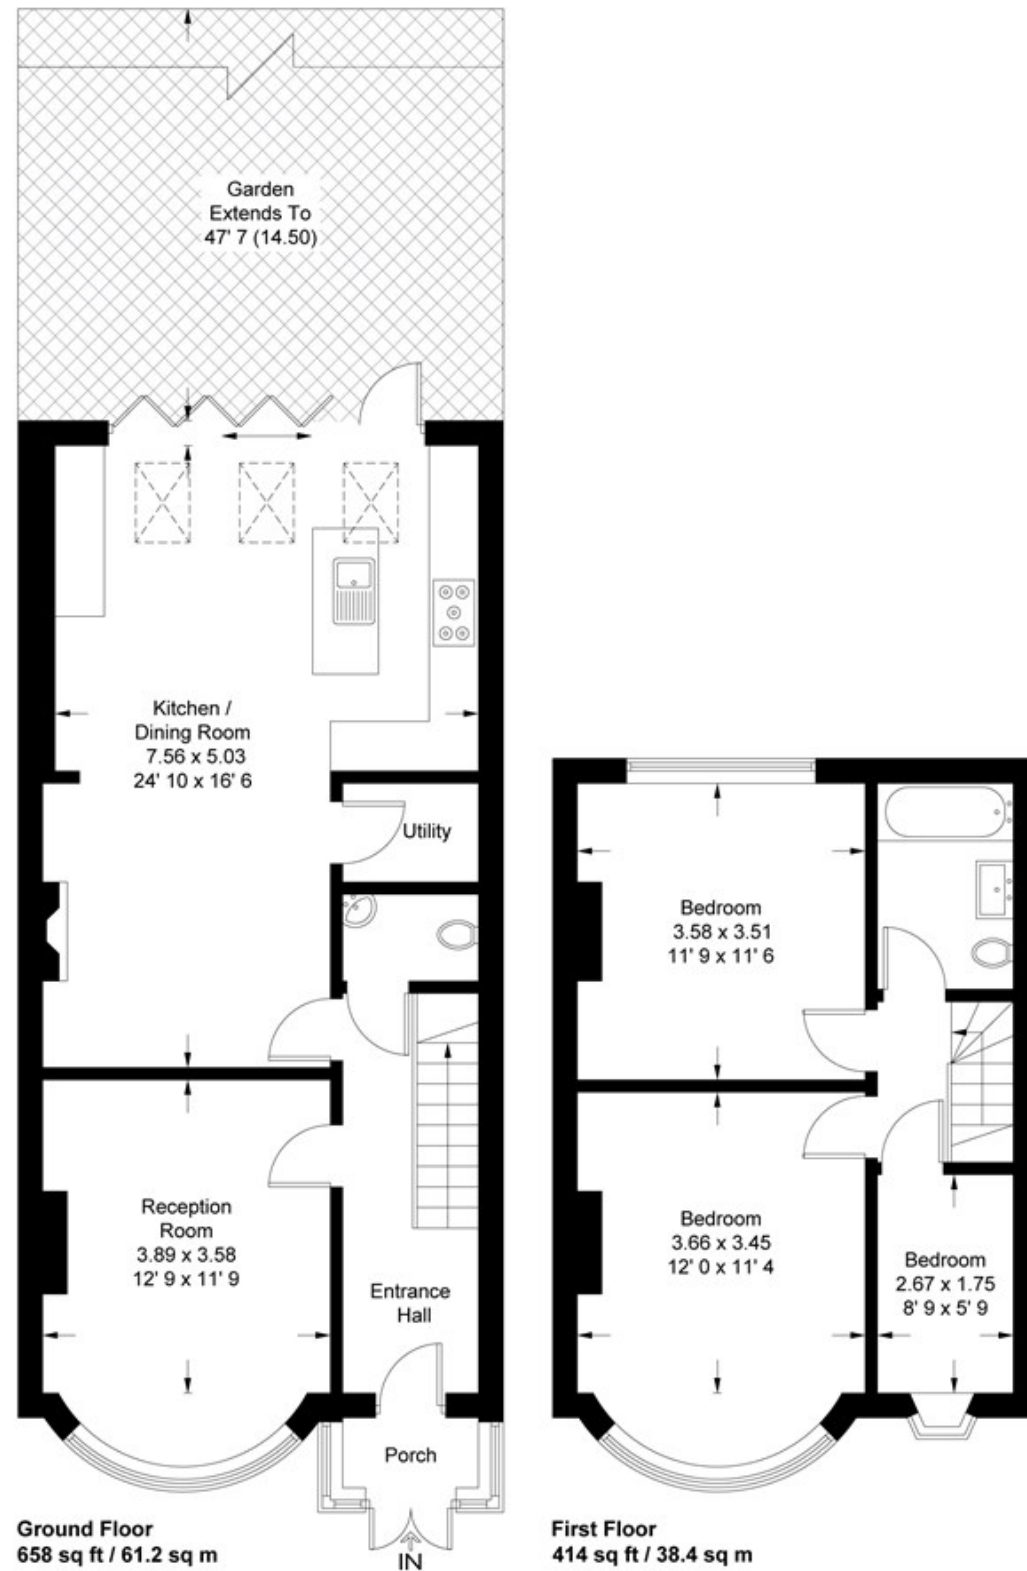 Garden
Extends To
47' 7 (14.50)
Kitchen /
Dining Room
7.56 x 5.03
24' 10 x 16' 6
Utility
Reception
Room
3.89 x 3.58
12' 9 x 11' 9
Entrance
Hall
Porch
IN
Ground Floor
658 sq ft / 61.2 sq m
Bedroom
3.58 x 3.51
11' 9 x 11' 6
Bedroom
3.66 x 3.45
12' 0 x 11' 4
Bedroom
2.67 x 1.75
8' 9 x 5' 9
First Floor
414 sq ft / 38.4 sq m